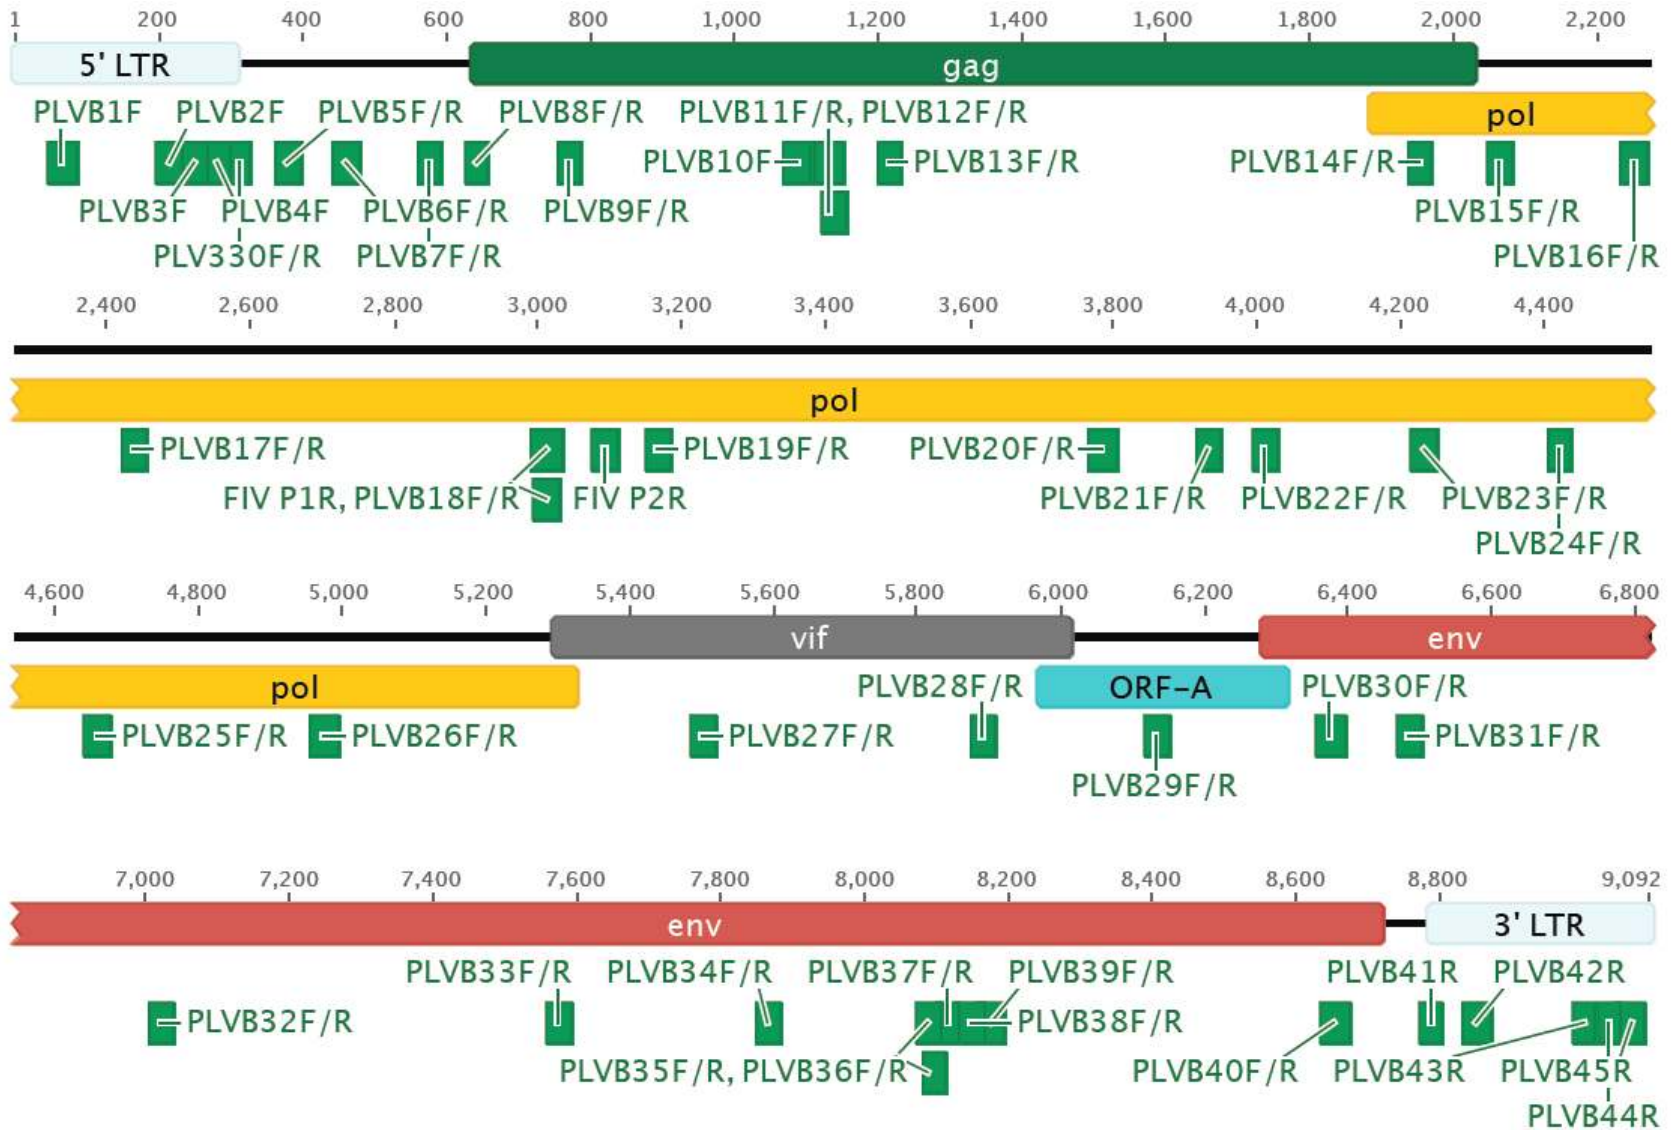 1 200 400 600 800 1,000 1,200 1,400 1,600 1,800 2,000 2,200
5' LTR gag
PLVB1F PLVB2F PLVB5F/R PLVB8F/R PLVB11F/R, PLVB12F/R pol
PLVB10F PLVB13F/R PLVB14F/R
PLVB3F PLVB4F PLVB6F/R PLVB9F/R PLVB15F/R
PLV330F/R PLVB7F/R PLVB16F/R
2,400 2,600 2,800 3,000 3,200 3,400 3,600 3,800 4,000 4,200 4,400
pol
PLVB17F/R PLVB19F/R PLVB20F/R
FIV P1R, PLVB18F/R FIV P2R PLVB21F/R PLVB22F/R PLVB23F/R
PLVB24F/R
4,600 4,800 5,000 5,200 5,400 5,600 5,800 6,000 6,200 6,400 6,600 6,800
vif env
pol PLVB28F/R ORF-A PLVB30F/R
PLVB25F/R PLVB26F/R PLVB27F/R PLVB31F/R
PLVB29F/R
7,000 7,200 7,400 7,600 7,800 8,000 8,200 8,400 8,600 8,800 9,092
env 3' LTR
PLVB33F/R PLVB34F/R PLVB37F/R PLVB39F/R PLVB41R PLVB42R
PLVB32F/R PLVB38F/R
PLVB35F/R, PLVB36F/R PLVB40F/R PLVB43R PLVB45R
PLVB44R